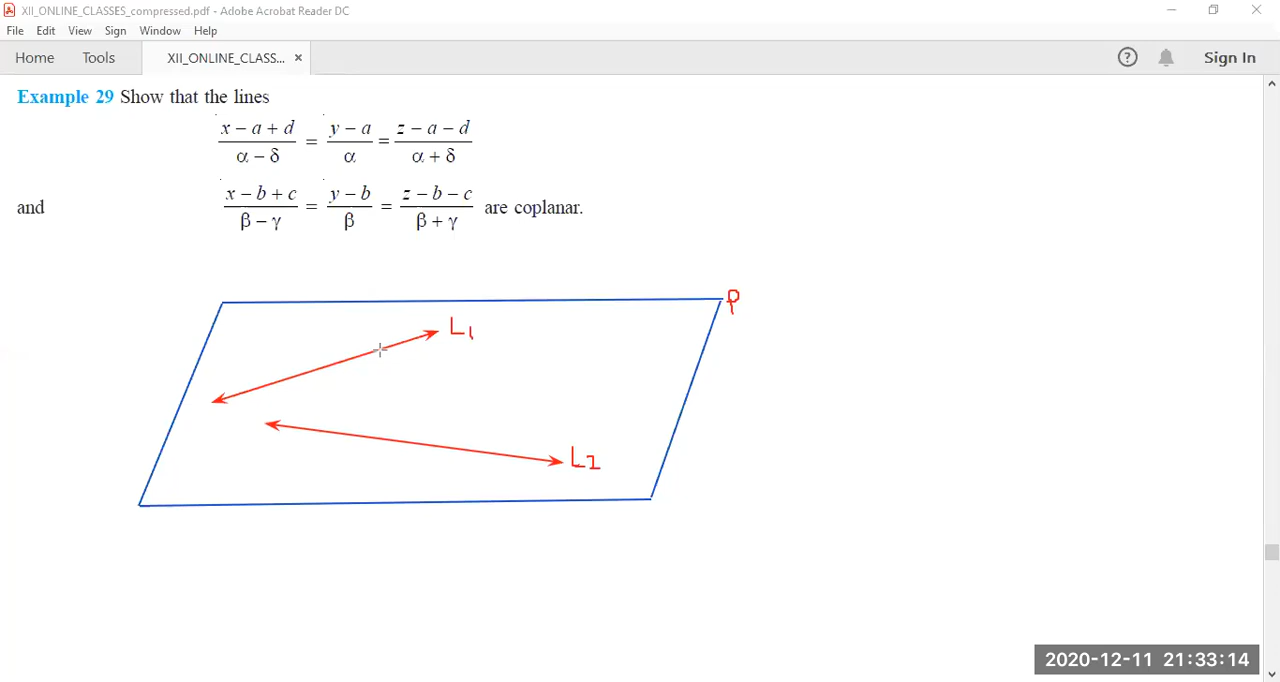 XII_ONLINE_CLASSES_compressed.pdf - Adobe Acrobat Reader DC
File Edit View Sign Window Help
Home Tools XII_ONLINE_CLASS... × ? Sign In
Example 29 Show that the lines
x – a + d / α – δ = y – a / α = z – a – d / α + δ
and x – b + c / β – γ = y – b / β = z – b – c / β + γ are coplanar.
P
L1
L2
2020-12-11 21:33:14